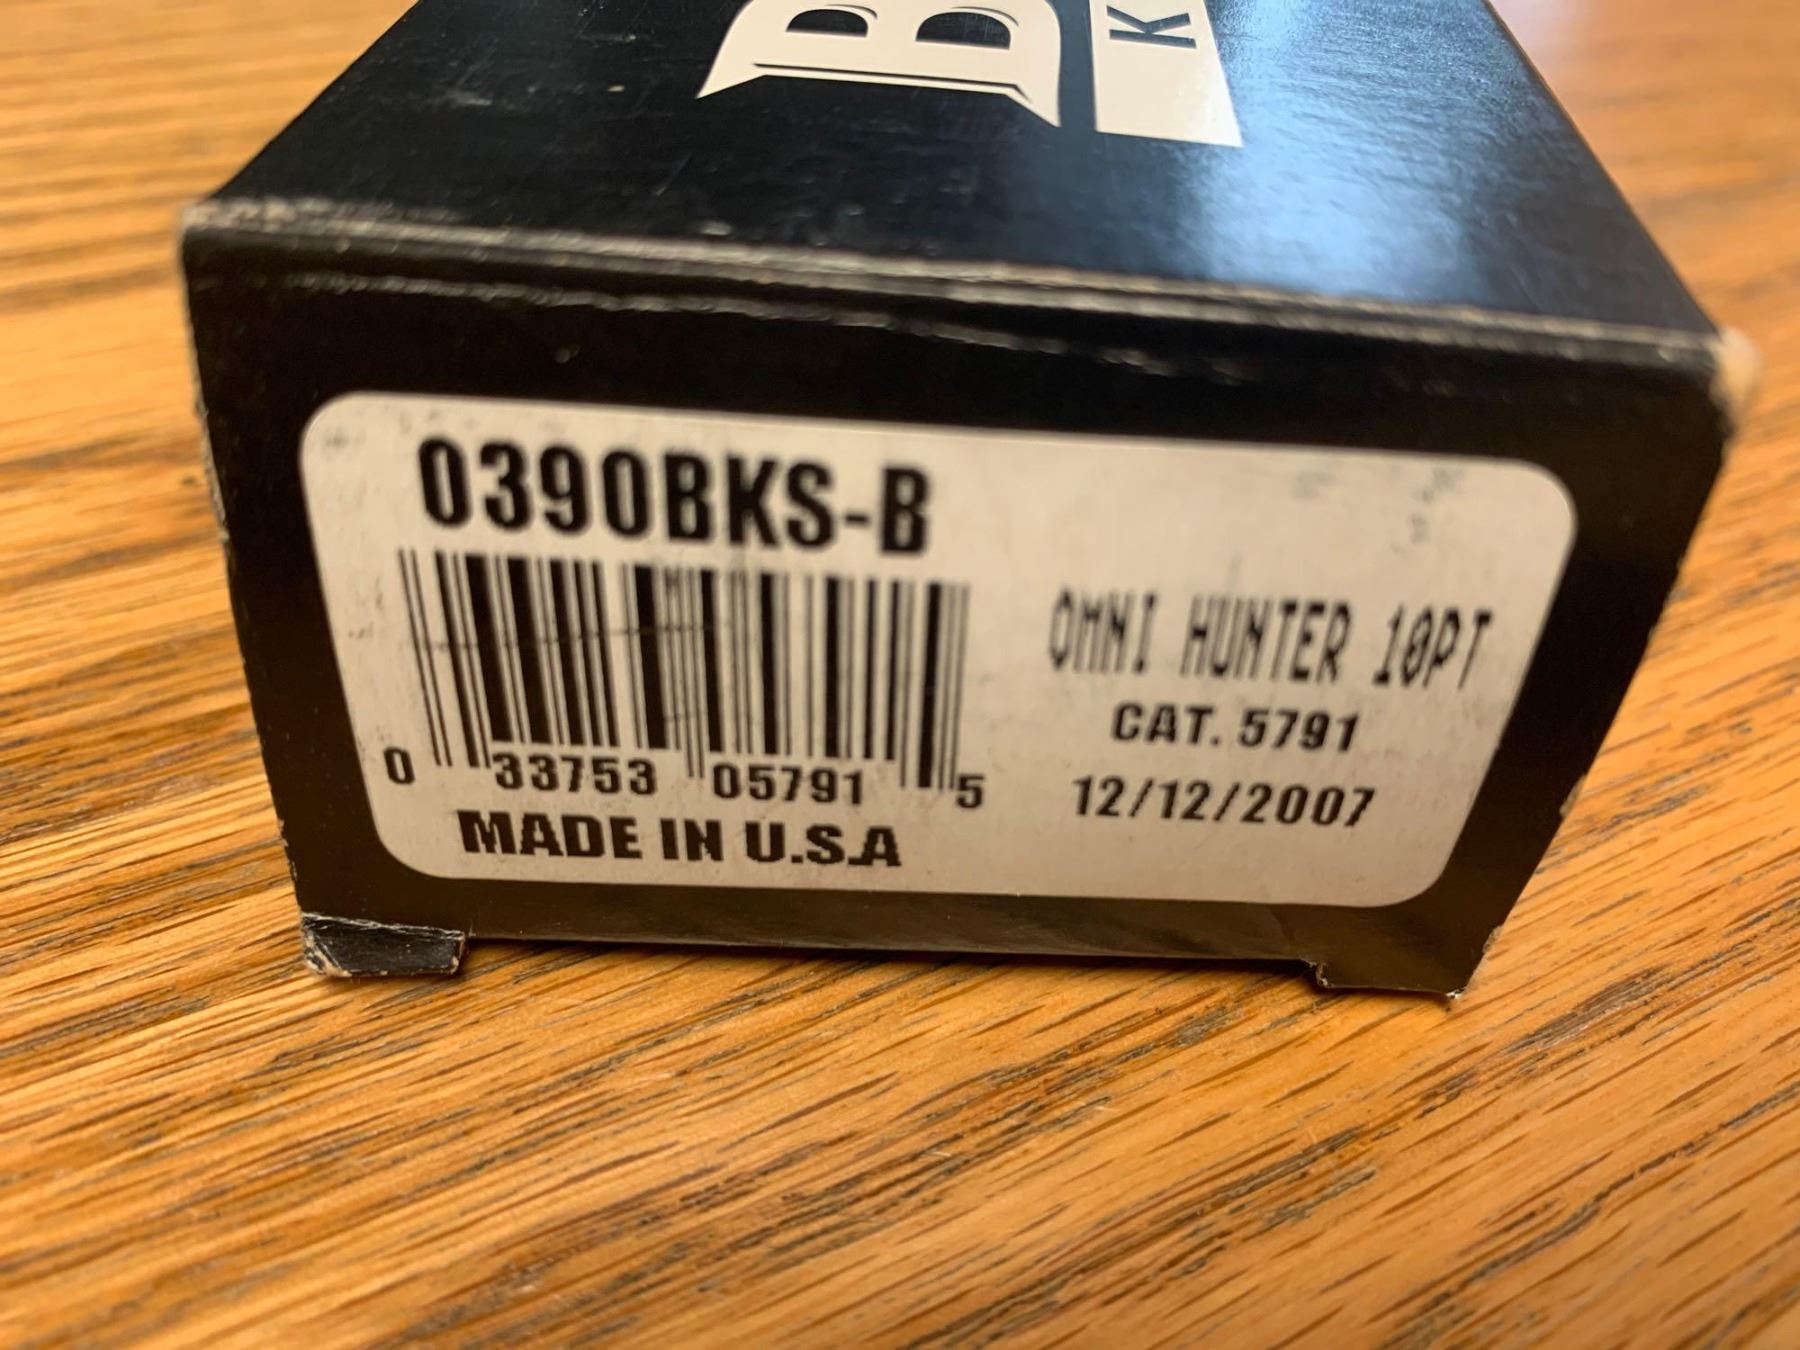 B
K
0390BKS-B
OMNI HUNTER 10PT
CAT. 5791
12/12/2007
0 33753 05791 5
MADE IN U.S.A